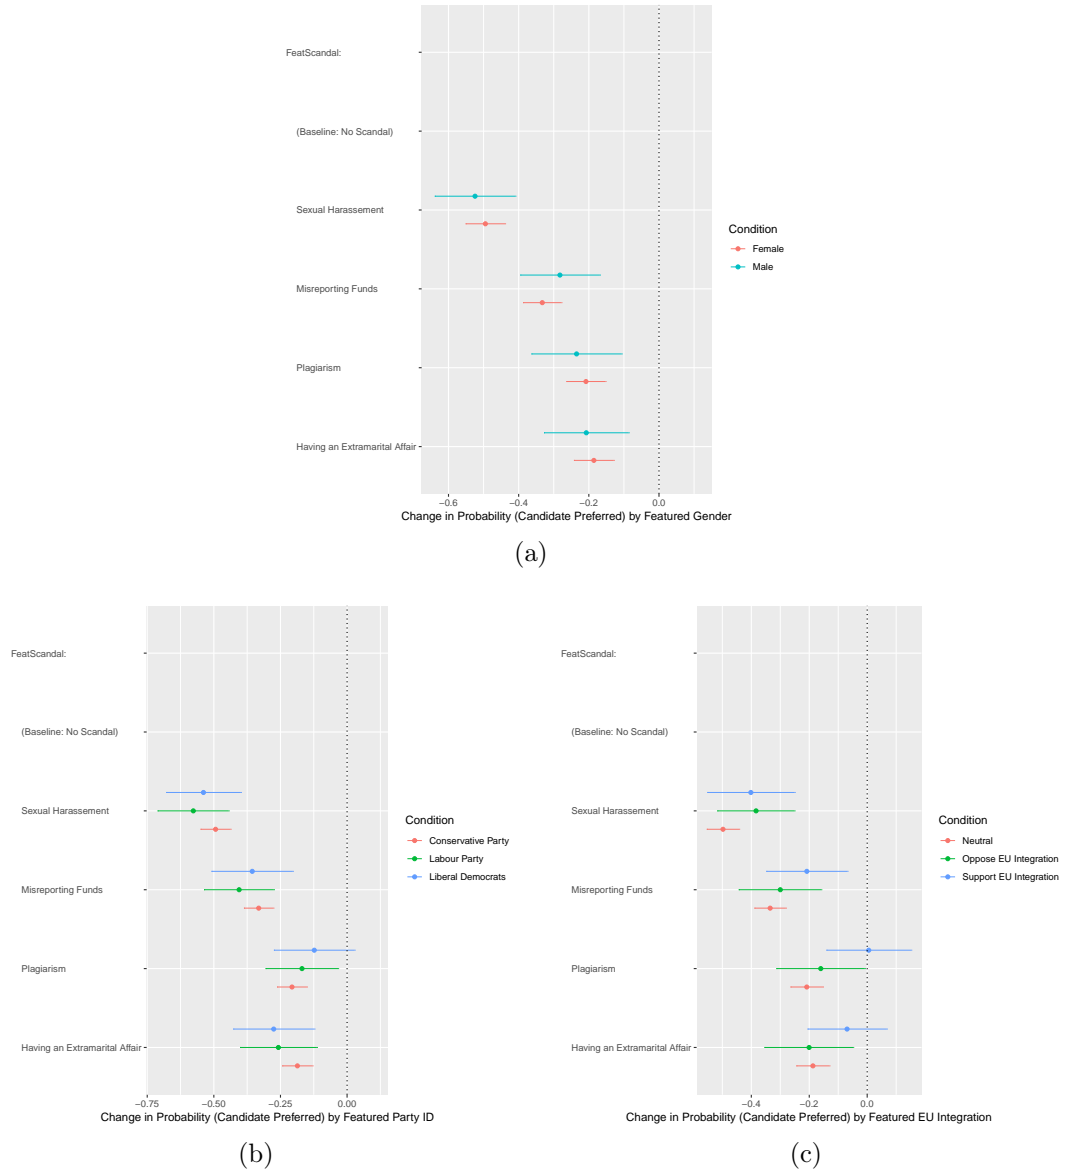 FeatScandal:
(Baseline: No Scandal)
Sexual Harassement
Misreporting Funds
Plagiarism
Having an Extramarital Affair
Condition
Female
Male
−0.6 −0.4 −0.2 0.0
Change in Probability (Candidate Preferred) by Featured Gender
(a)
FeatScandal:
(Baseline: No Scandal)
Sexual Harassement
Misreporting Funds
Plagiarism
Having an Extramarital Affair
Condition
Conservative Party
Labour Party
Liberal Democrats
−0.75 −0.50 −0.25 0.00
Change in Probability (Candidate Preferred) by Featured Party ID
(b)
FeatScandal:
(Baseline: No Scandal)
Sexual Harassement
Misreporting Funds
Plagiarism
Having an Extramarital Affair
Condition
Neutral
Oppose EU Integration
Support EU Integration
−0.4 −0.2 0.0
Change in Probability (Candidate Preferred) by Featured EU Integration
(c)